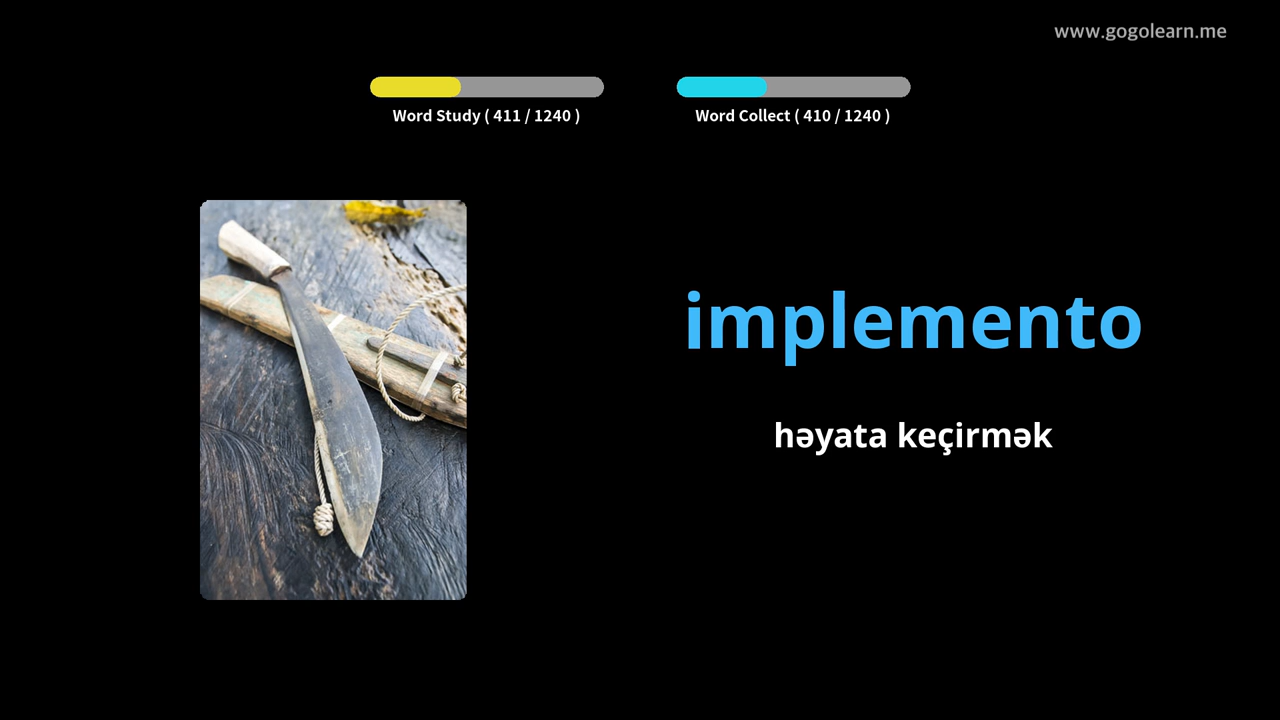 www.gogolearn.me
Word Study ( 411 / 1240 )
Word Collect ( 410 / 1240 )
implemento
həyata keçirmək